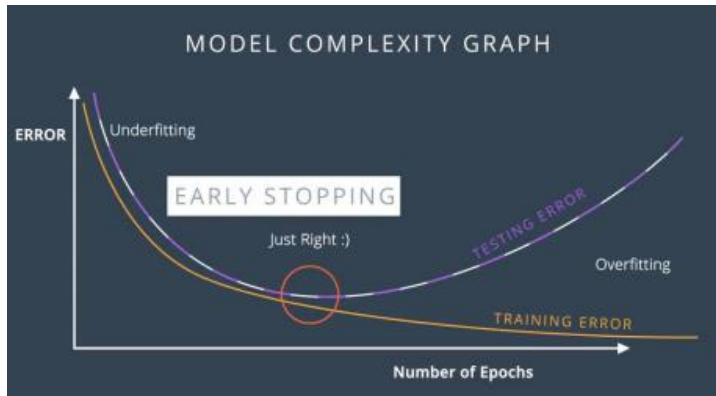 MODEL COMPLEXITY GRAPH
ERROR
Underfitting
EARLY STOPPING
Just Right :)
TESTING ERROR
Overfitting
TRAINING ERROR
Number of Epochs